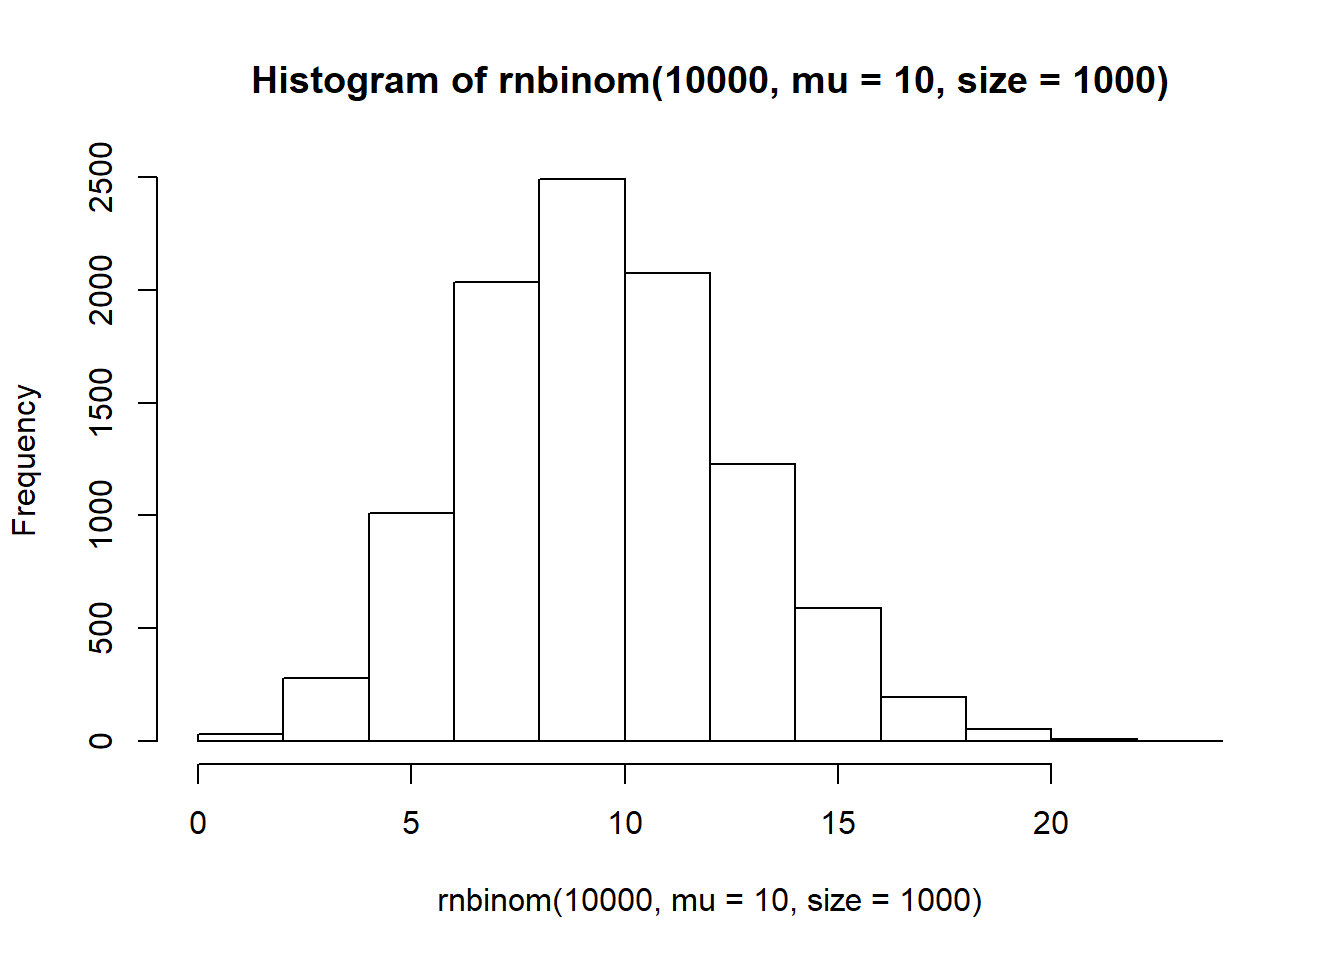 Histogram of rnbinom(10000, mu = 10, size = 1000)
Frequency
2500
2000
1500
1000
500
0
0 5 10 15 20
rnbinom(10000, mu = 10, size = 1000)